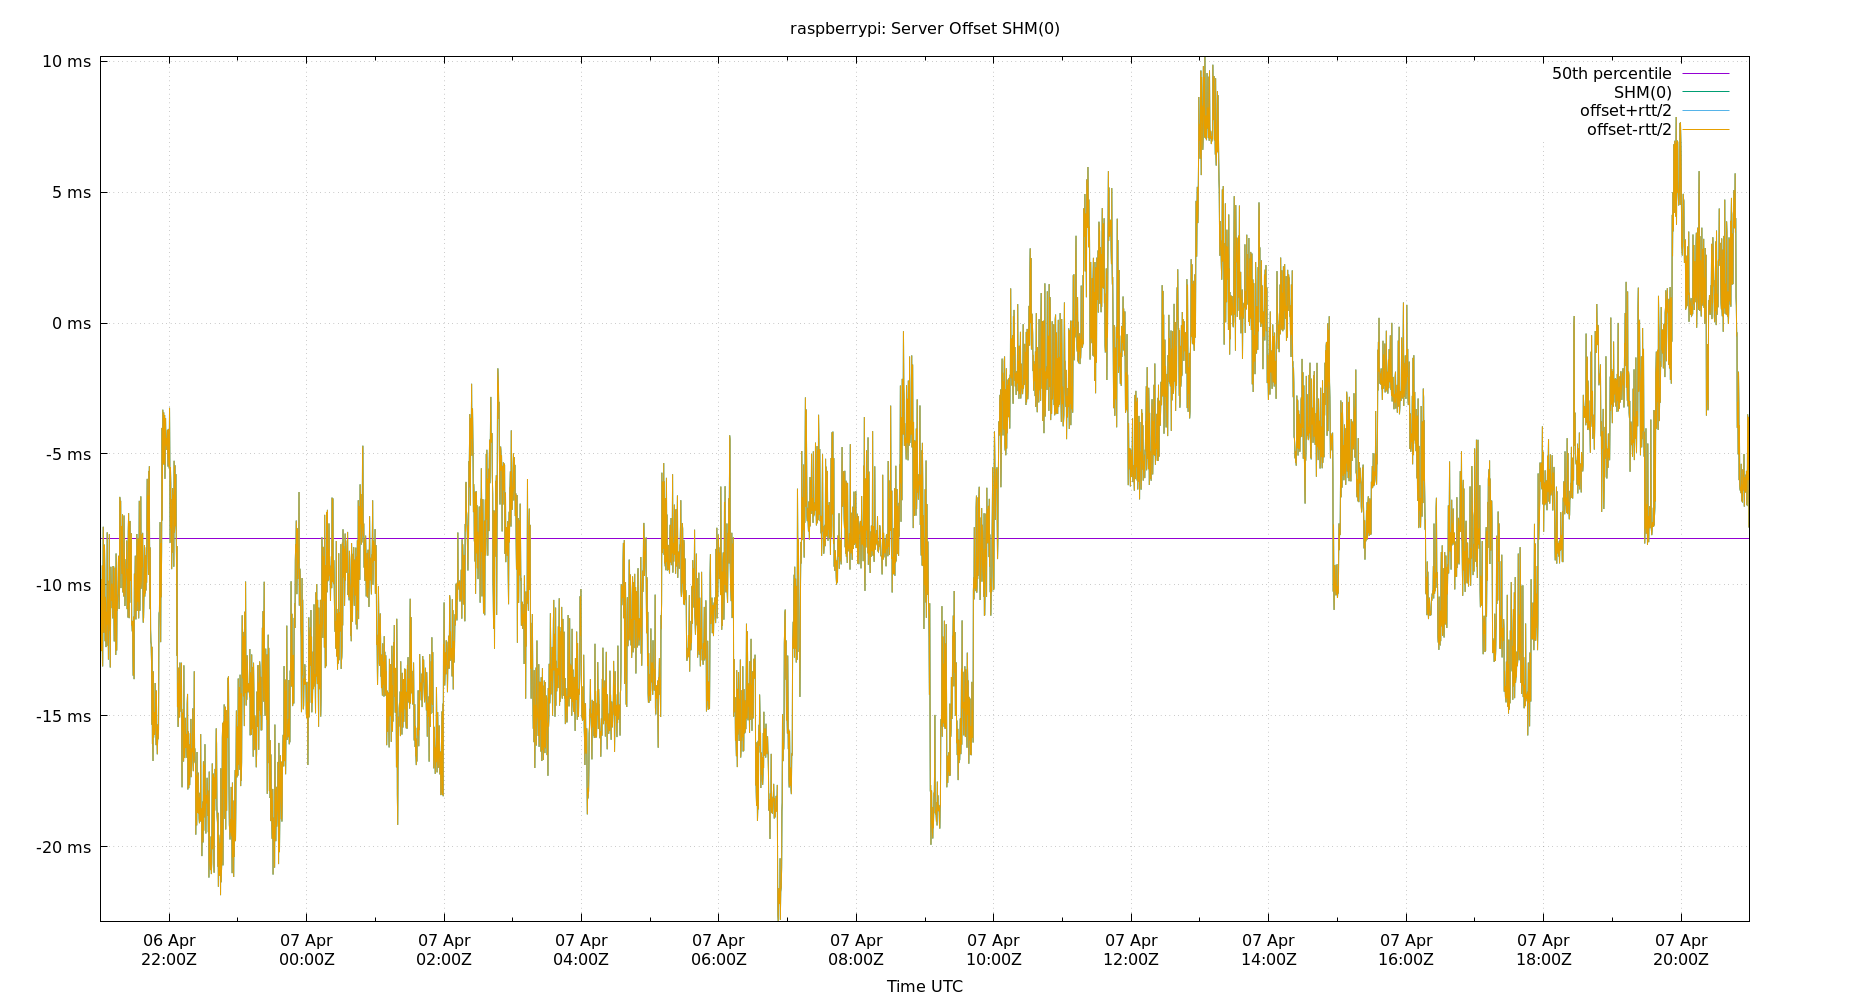 raspberrypi: Server Offset SHM(0)
10 ms
5 ms
0 ms
-5 ms
-10 ms
-15 ms
-20 ms
50th percentile
SHM(0)
offset+rtt/2
offset-rtt/2
06 Apr
22:00Z
07 Apr
00:00Z
07 Apr
02:00Z
07 Apr
04:00Z
07 Apr
06:00Z
07 Apr
08:00Z
07 Apr
10:00Z
07 Apr
12:00Z
07 Apr
14:00Z
07 Apr
16:00Z
07 Apr
18:00Z
07 Apr
20:00Z
Time UTC